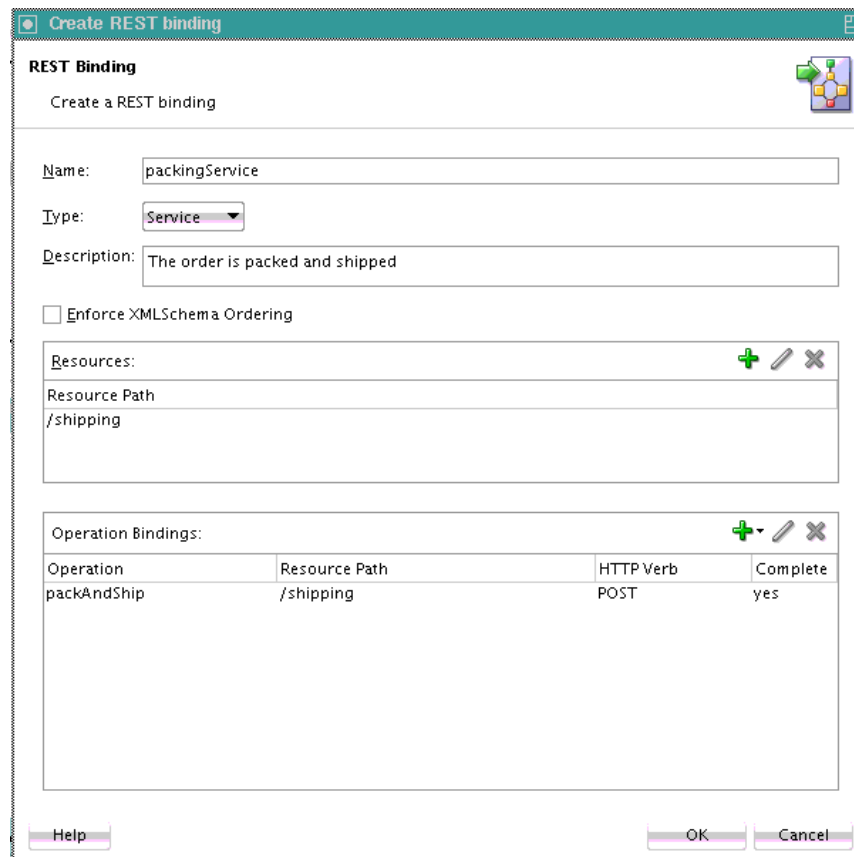 Create REST binding
REST Binding
Create a REST binding
Name: packingService
Type: Service
Description: The order is packed and shipped
Enforce XMLSchema Ordering
Resources:
Resource Path
/shipping
Operation Bindings:
Operation Resource Path HTTP Verb Complete
packAndShip /shipping POST yes
Help OK Cancel